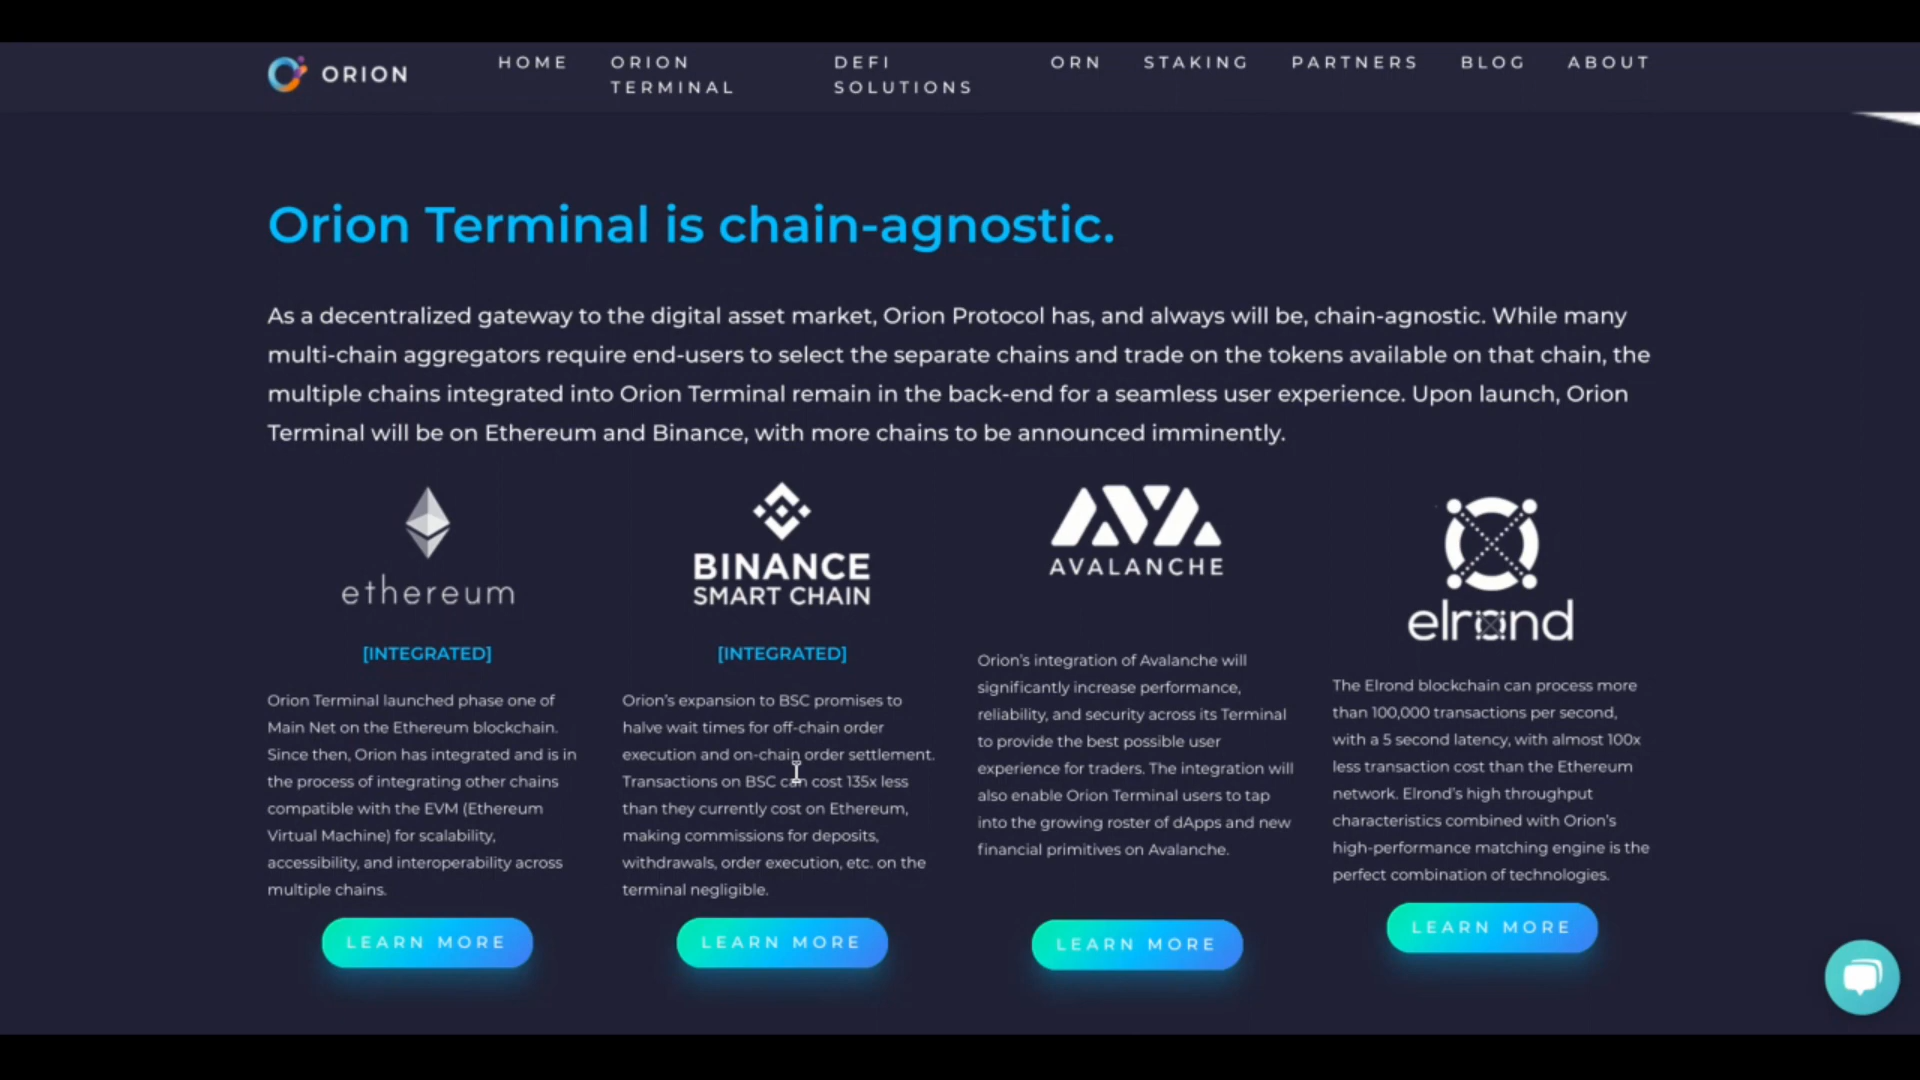 ORION
HOME
ORION
TERMINAL
DEFI
SOLUTIONS
ORN
STAKING
PARTNERS
BLOG
ABOUT
Orion Terminal is chain-agnostic.
As a decentralized gateway to the digital asset market, Orion Protocol has, and always will be, chain-agnostic. While many
multi-chain aggregators require end-users to select the separate chains and trade on the tokens available on that chain, the
multiple chains integrated into Orion Terminal remain in the back-end for a seamless user experience. Upon launch, Orion
Terminal will be on Ethereum and Binance, with more chains to be announced imminently.
ethereum
[INTEGRATED]
Orion Terminal launched phase one of
Main Net on the Ethereum blockchain.
Since then, Orion has integrated and is in
the process of integrating other chains
compatible with the EVM (Ethereum
Virtual Machine) for scalability,
accessibility, and interoperability across
multiple chains.
LEARN MORE
BINANCE
SMART CHAIN
[INTEGRATED]
Orion's expansion to BSC promises to
halve wait times for off-chain order
execution and on-chain order settlement.
Transactions on BSC can cost 135x less
than they currently cost on Ethereum,
making commissions for deposits,
withdrawals, order execution, etc. on the
terminal negligible.
LEARN MORE
AVALANCHE
Orion's integration of Avalanche will
significantly increase performance,
reliability, and security across its Terminal
to provide the best possible user
experience for traders. The integration will
also enable Orion Terminal users to tap
into the growing roster of dApps and new
financial primitives on Avalanche.
LEARN MORE
elrond
The Elrond blockchain can process more
than 100,000 transactions per second,
with a 5 second latency, with almost 100x
less transaction cost than the Ethereum
network. Elrond's high throughput
characteristics combined with Orion's
high-performance matching engine is the
perfect combination of technologies.
LEARN MORE